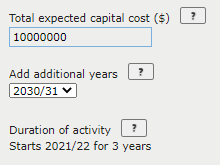 Total expected capital cost ($) ?
10000000
Add additional years ?
2030/31
Duration of activity ?
Starts 2021/22 for 3 years